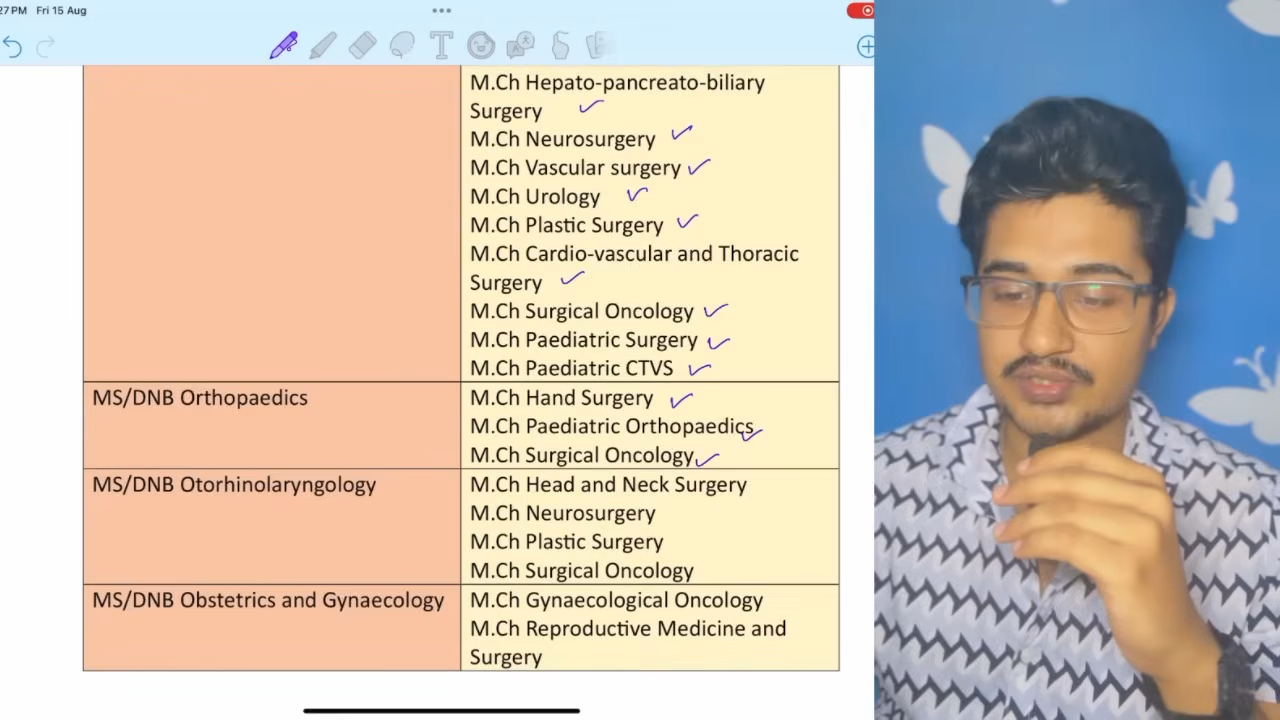 27 PM Fri 15 Aug
M.Ch Hepato-pancreato-biliary
Surgery
M.Ch Neurosurgery
M.Ch Vascular surgery
M.Ch Urology
M.Ch Plastic Surgery
M.Ch Cardio-vascular and Thoracic
Surgery
M.Ch Surgical Oncology
M.Ch Paediatric Surgery
M.Ch Paediatric CTVS
MS/DNB Orthopaedics
M.Ch Hand Surgery
M.Ch Paediatric Orthopaedics
M.Ch Surgical Oncology
MS/DNB Otorhinolaryngology
M.Ch Head and Neck Surgery
M.Ch Neurosurgery
M.Ch Plastic Surgery
M.Ch Surgical Oncology
MS/DNB Obstetrics and Gynaecology
M.Ch Gynaecological Oncology
M.Ch Reproductive Medicine and
Surgery